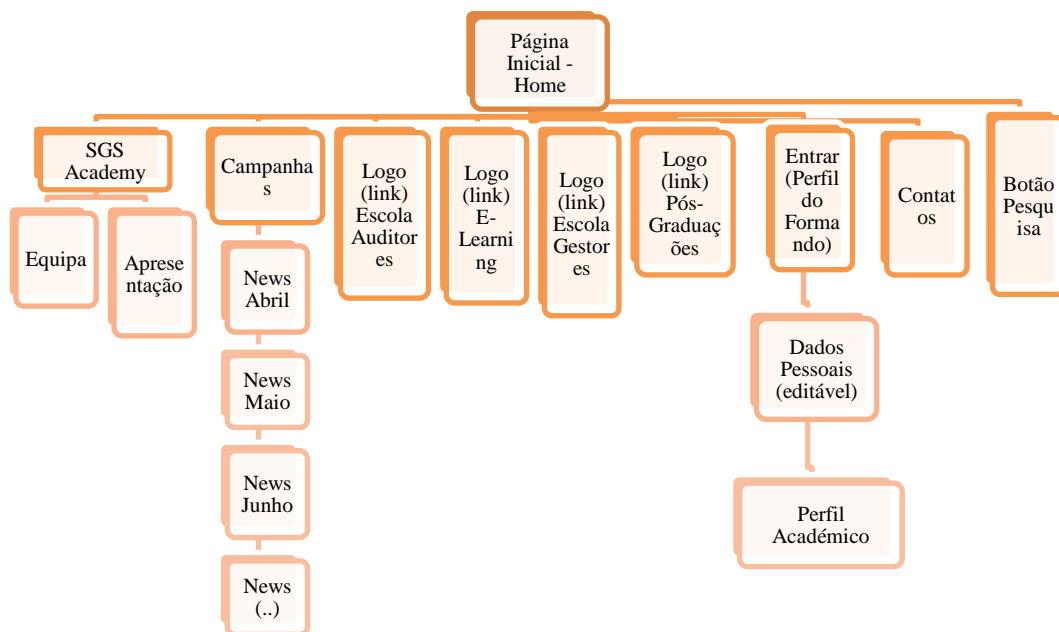 Página
Inicial -
Home
SGS
Academy
Equipa
Aprese
ntação
Campanha
s
News
Abril
News
Maio
News
Junho
News
(..)
Logo
(link)
Escola
Auditor
es
Logo
(link)
E-
Learni
ng
Logo
(link)
Escola
Gestor
es
Logo
(link)
Pós-
Graduaç
ões
Entrar
(Perfil
do
Forma
ndo)
Dados
Pessoais
(editável)
Perfil
Académico
Contat
os
Botão
Pesqu
isa